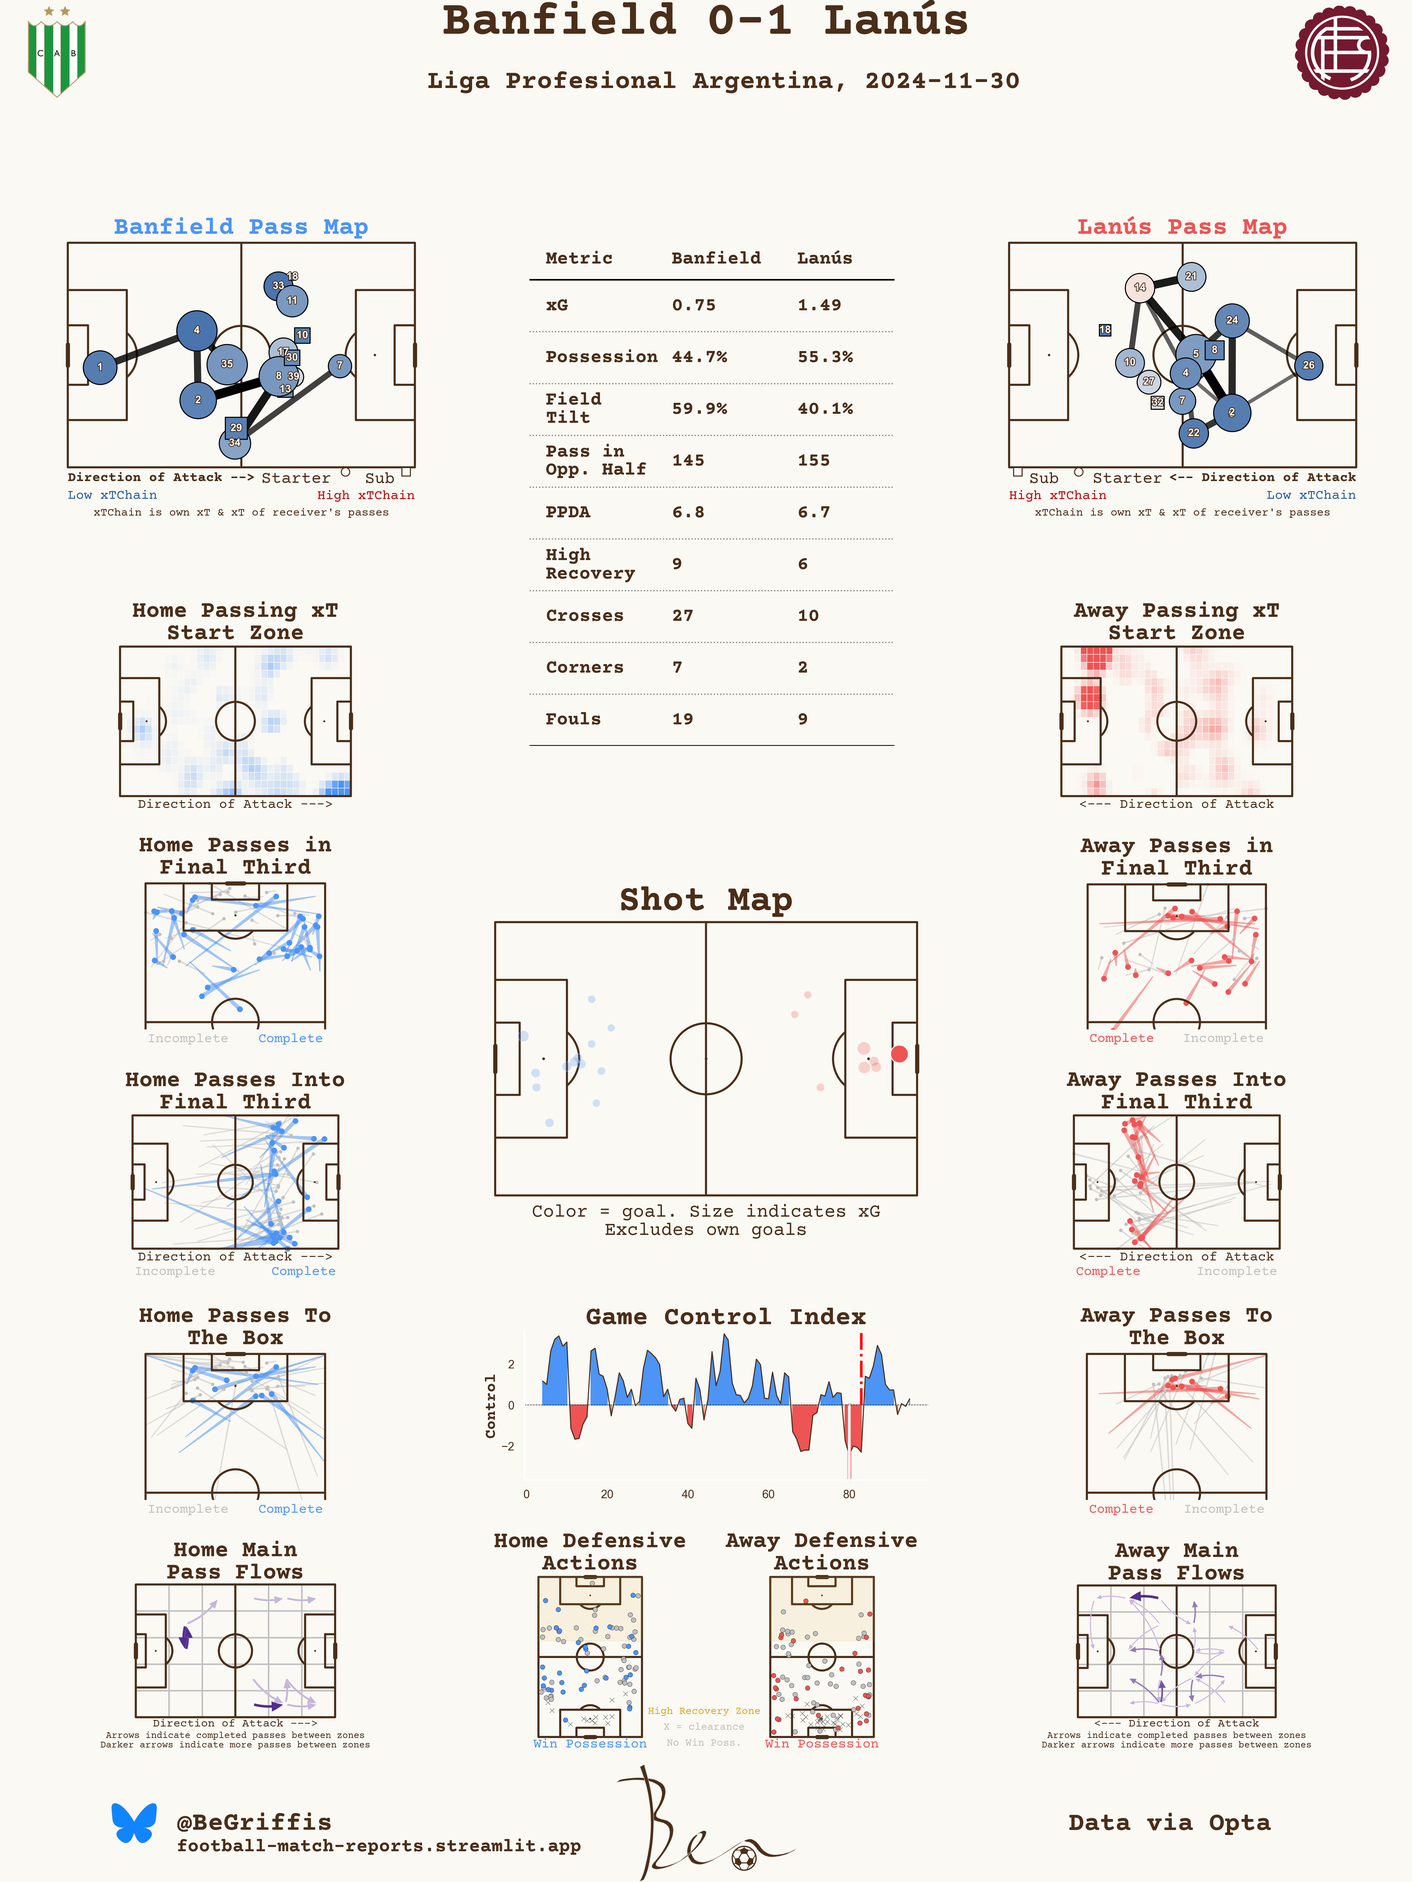 Banfield 0-1 Lanús
Liga Profesional Argentina, 2024-11-30
C A B
Banfield Pass Map
18
33
11
10
4
17
30
35
7
1
8
39
13
2
29
34
Direction of Attack --> Starter Sub
Low xTChain High xTChain
xTChain is own xT & xT of receiver's passes
Metric Banfield Lanús
xG 0.75 1.49
Possession 44.7% 55.3%
Field
Tilt 59.9% 40.1%
Pass in
Opp. Half 145 155
PPDA 6.8 6.7
High
Recovery 9 6
Crosses 27 10
Corners 7 2
Fouls 19 9
Lanús Pass Map
21
14
24
18
8
5
10
26
4
27
7
32
2
22
Sub Starter <-- Direction of Attack
High xTChain Low xTChain
xTChain is own xT & xT of receiver's passes
Home Passing xT
Start Zone
Direction of Attack --->
Away Passing xT
Start Zone
<--- Direction of Attack
Home Passes in
Final Third
Incomplete Complete
Away Passes in
Final Third
Complete Incomplete
Shot Map
Color = goal. Size indicates xG
Excludes own goals
Home Passes Into
Final Third
Direction of Attack --->
Incomplete Complete
Away Passes Into
Final Third
<--- Direction of Attack
Complete Incomplete
Home Passes To
The Box
Incomplete Complete
Game Control Index
Control
2
0
−2
0 20 40 60 80
Away Passes To
The Box
Complete Incomplete
Home Main
Pass Flows
Direction of Attack --->
Arrows indicate completed passes between zones
Darker arrows indicate more passes between zones
Home Defensive
Actions
Win Possession
Away Defensive
Actions
Win Possession
High Recovery Zone
X = clearance
No Win Poss.
Away Main
Pass Flows
<--- Direction of Attack
Arrows indicate completed passes between zones
Darker arrows indicate more passes between zones
@BeGriffis
football-match-reports.streamlit.app
Ben
Data via Opta